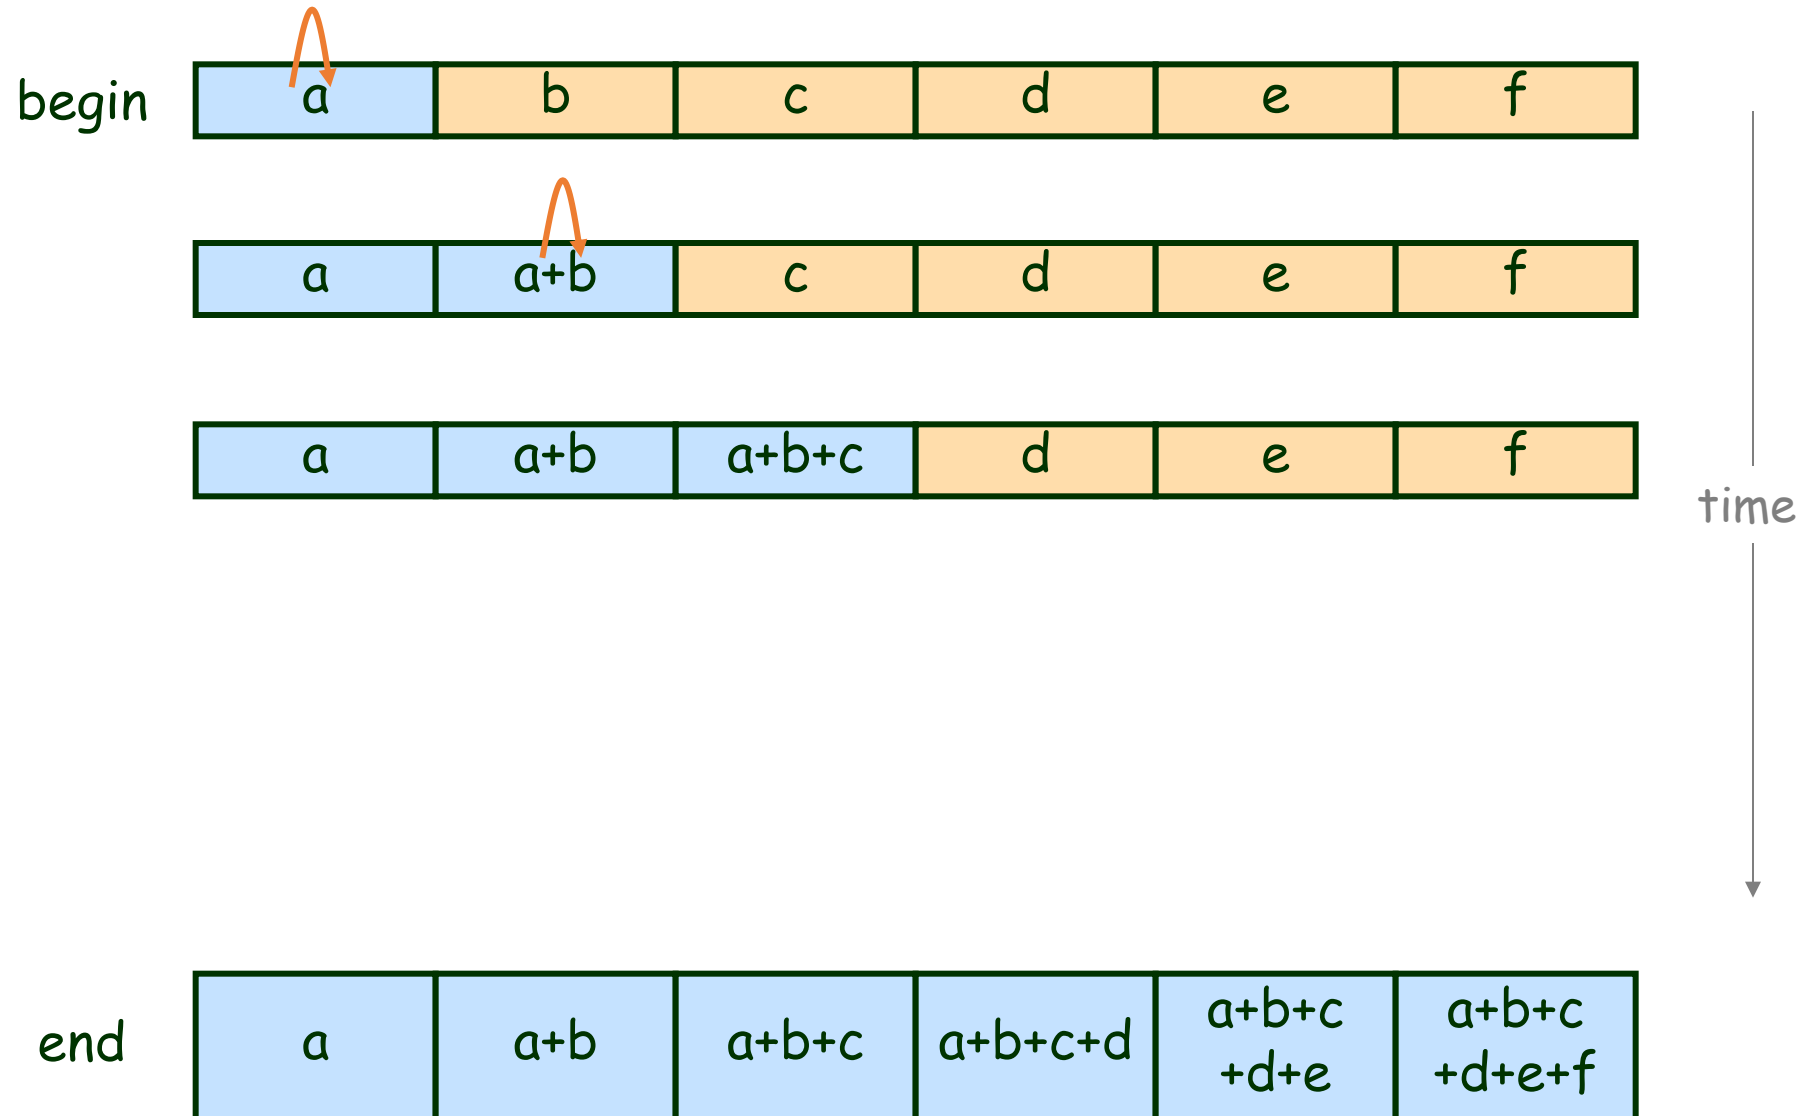 begin a b c d e f
a a+b c d e f
a a+b a+b+c d e f
time
end a a+b a+b+c a+b+c+d a+b+c +d+e a+b+c +d+e+f